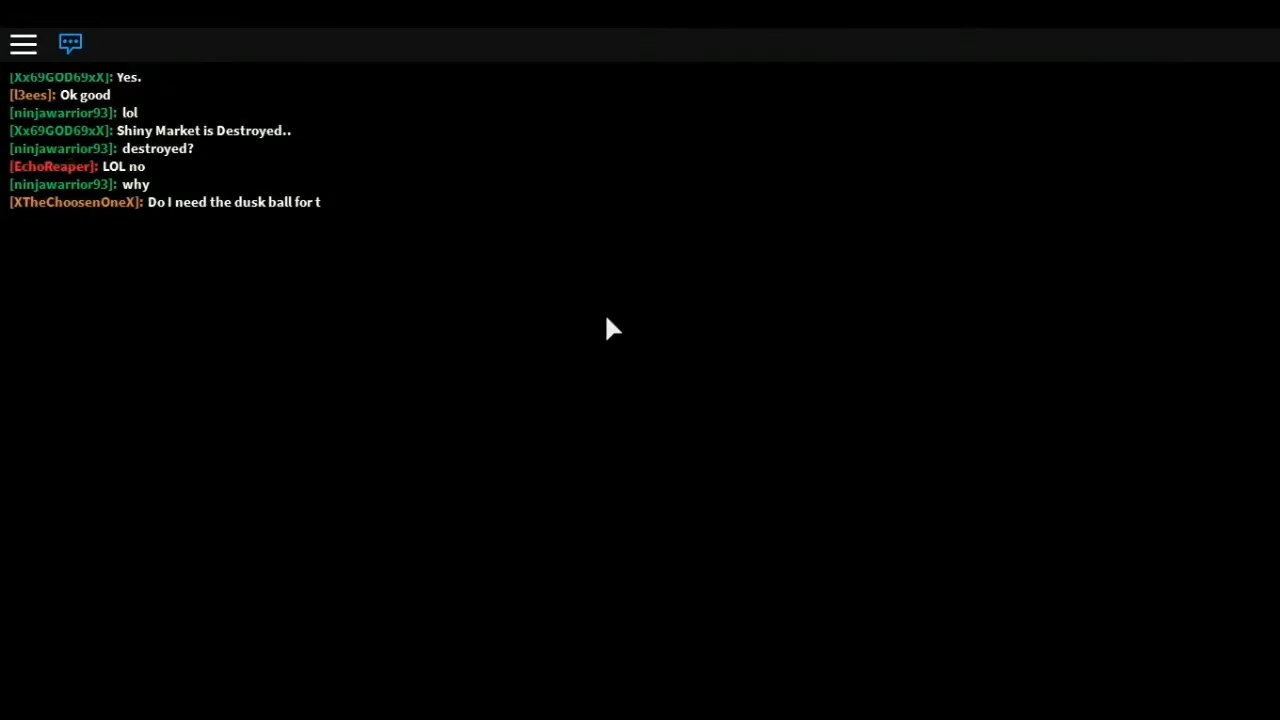 [Xx69GOD69xX]: Yes.
[l3ees]: Ok good
[ninjawarrior93]: lol
[Xx69GOD69xX]: Shiny Market is Destroyed..
[ninjawarrior93]: destroyed?
[EchoReaper]: LOL no
[ninjawarrior93]: why
[XTheChoosenOneX]: Do I need the dusk ball for t